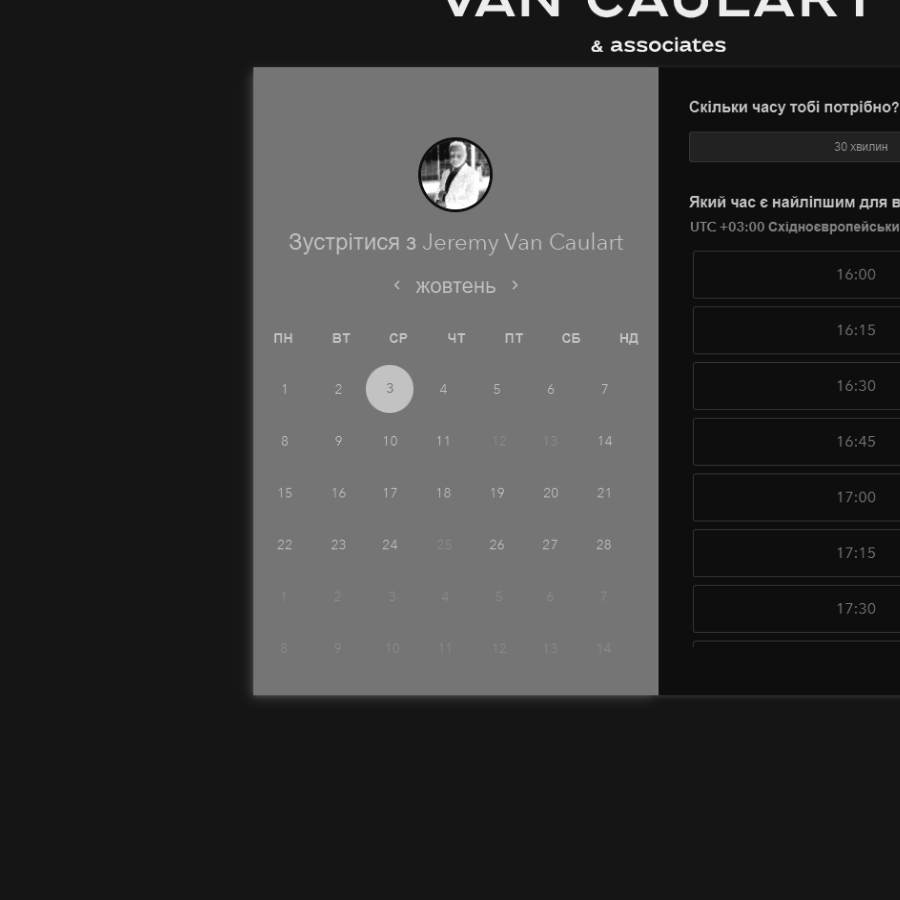 VAN CAULART
& associates
Зустрітися з Jeremy Van Caulart
жовтень
ПН ВТ СР ЧТ ПТ СБ НД
1 2 3 4 5 6 7
8 9 10 11 12 13 14
15 16 17 18 19 20 21
22 23 24 25 26 27 28
1 2 3 4 5 6 7
8 9 10 11 12 13 14
Скільки часу тобі потрібно?
30 хвилин
Який час є найліпшим для
UTC +03:00
16:00
16:15
16:30
16:45
17:00
17:15
17:30